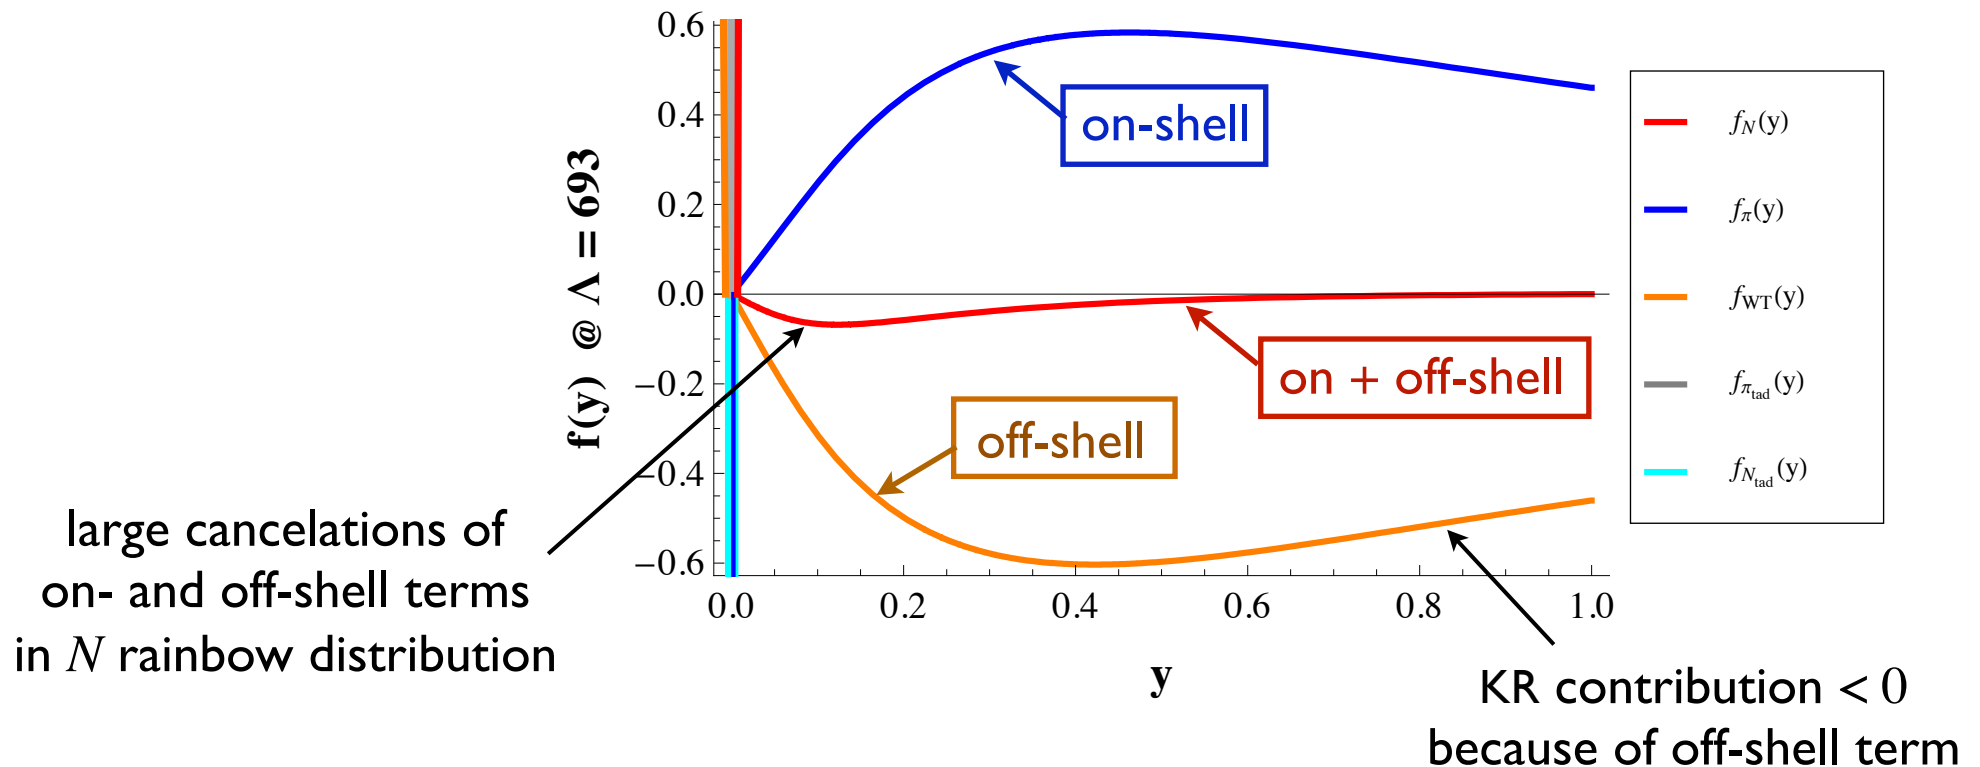 f(y) @ Λ = 693
0.6
0.4
0.2
0.0
−0.2
−0.4
−0.6
0.0 0.2 0.4 0.6 0.8 1.0
y
on-shell
on + off-shell
off-shell
f_N(y)
f_π(y)
f_WT(y)
f_π_tad(y)
f_N_tad(y)
large cancelations of
on- and off-shell terms
in N rainbow distribution
KR contribution < 0
because of off-shell term